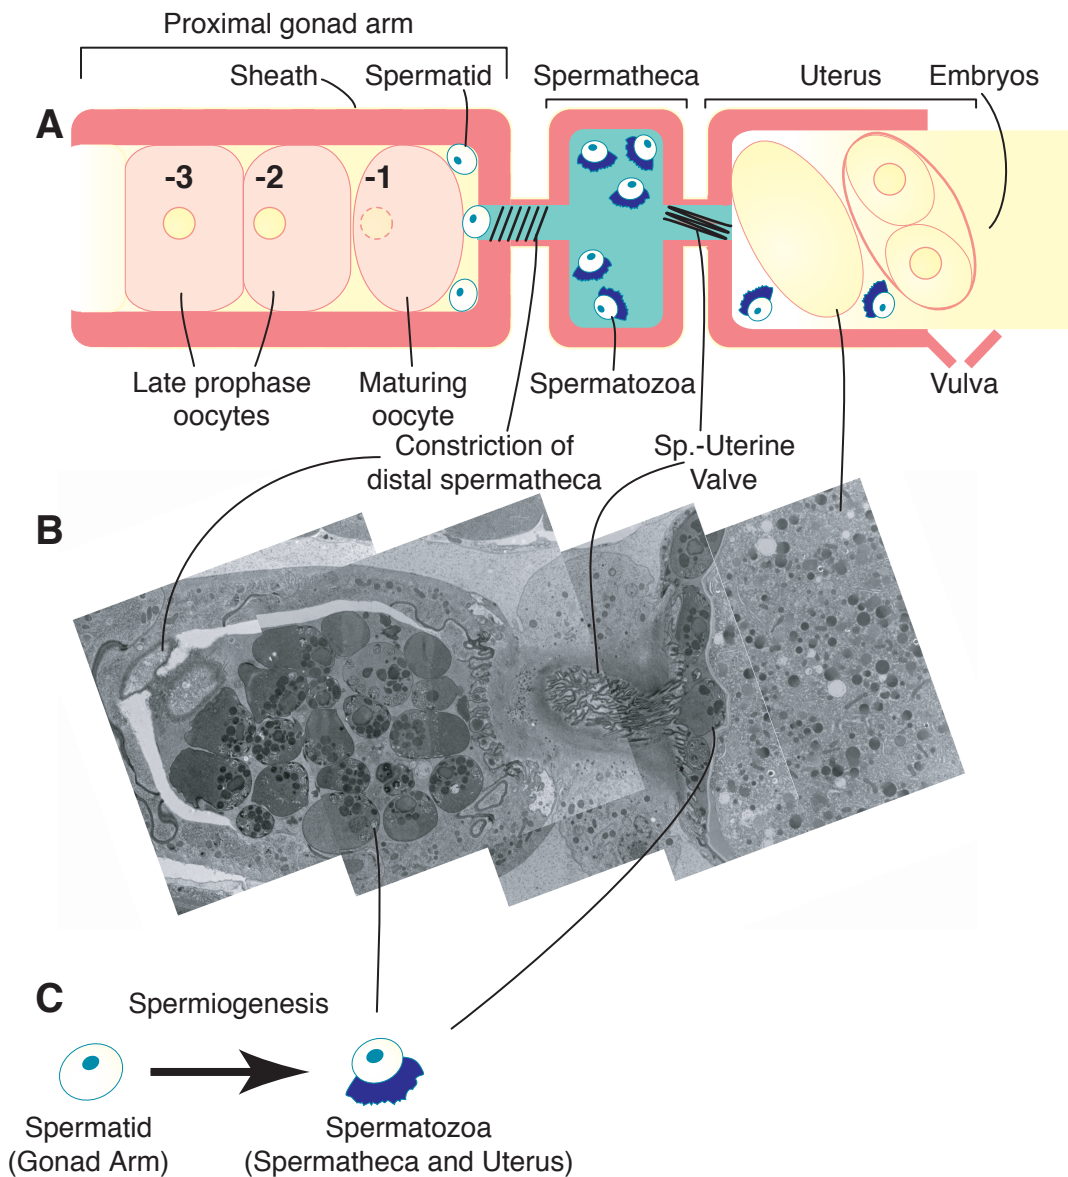 Proximal gonad arm
Sheath
Spermatid
Spermatheca
Uterus
Embryos
A
-3
-2
-1
Late prophase
oocytes
Maturing
oocyte
Spermatozoa
Vulva
Constriction of
distal spermatheca
Sp.-Uterine
Valve
B
C
Spermiogenesis
Spermatid
(Gonad Arm)
Spermatozoa
(Spermatheca and Uterus)